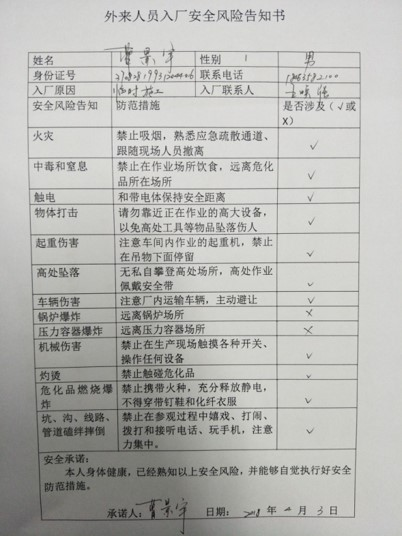 外来人员入厂安全风险告知书
姓名 曹景宇 性别 男
身份证号 联系电话
入厂原因 临时施工 入厂联系人
安全风险告知 防范措施 是否涉及（√或
X）
火灾 禁止吸烟，熟悉应急疏散通道、 √
跟随现场人员撤离
中毒和窒息 禁止在作业场所饮食，远离危化 √
品所在场所
触电 和带电体保持安全距离 √
物体打击 请勿靠近正在作业的高大设备， √
以免高处工具等物品坠落伤人
起重伤害 注意车间内作业的起重机，禁止 √
在吊物下面停留
高处坠落 无私自攀登高处场所，高处作业 √
佩戴安全带
车辆伤害 注意厂内运输车辆，主动避让 √
锅炉爆炸 远离锅炉场所 X
压力容器爆炸 远离压力容器场所 X
机械伤害 禁止在生产现场触摸各种开关、 √
操作任何设备
灼烫 禁止触碰危化品 √
危化品燃烧爆 禁止携带火种，充分释放静电， √
炸 不得穿带钉鞋和化纤衣服
坑、沟、线路、 禁止在参观过程中嬉戏、打闹、 √
管道磕绊摔倒 拨打和接听电话、玩手机，注意
力集中。
安全承诺：
本人身体健康，已经熟知以上安全风险，并能够自觉执行好安全
防范措施。
承诺人：曹景宇 日期：2018 年 4 月 3 日